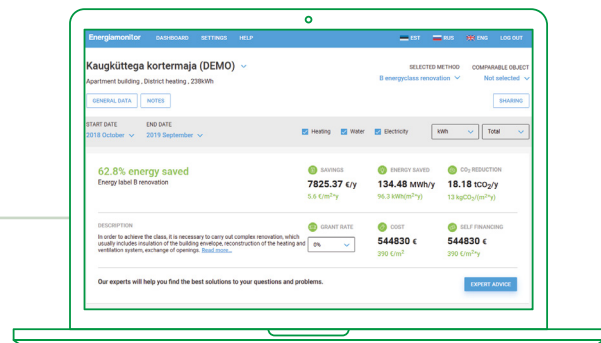 Energiamonitor DASHBOARD SETTINGS HELP EST RUS ENG LOG OUT
Kaugküttega kortermaja (DEMO)
SELECTED METHOD COMPARABLE OBJECT
Apartment building , District heating , 238kWh
B energyclass renovation Not selected
GENERAL DATA NOTES SHARING
START DATE END DATE
2018 October 2019 September
Heating Water Electricity kWh Total
62.8% energy saved
Energy label B renovation
SAVINGS ENERGY SAVED CO₂ REDUCTION
7825.37 €/y 134.48 MWh/y 18.18 tCO₂/y
5.6 €/m²*y 96.3 kWh(m²*y) 13 kgCO₂/(m²*y)
DESCRIPTION
In order to achieve the class, it is necessary to carry out complex renovation, which
usually includes insulation of the building envelope, reconstruction of the heating and
ventilation system, exchange of openings. Read more...
GRANT RATE COST SELF FINANCING
0% 544830 € 544830 €
390 €/m² 390 €/m²*y
Our experts will help you find the best solutions to your questions and problems.
EXPERT ADVICE